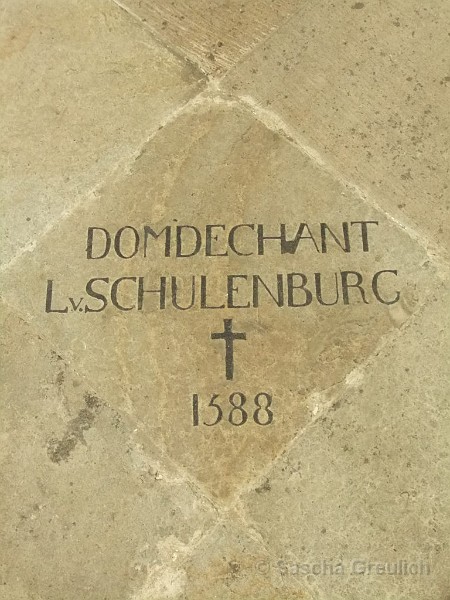 DOMDECHANT
L.v.SCHULENBURG
✝
1588
© Sascha Greulich